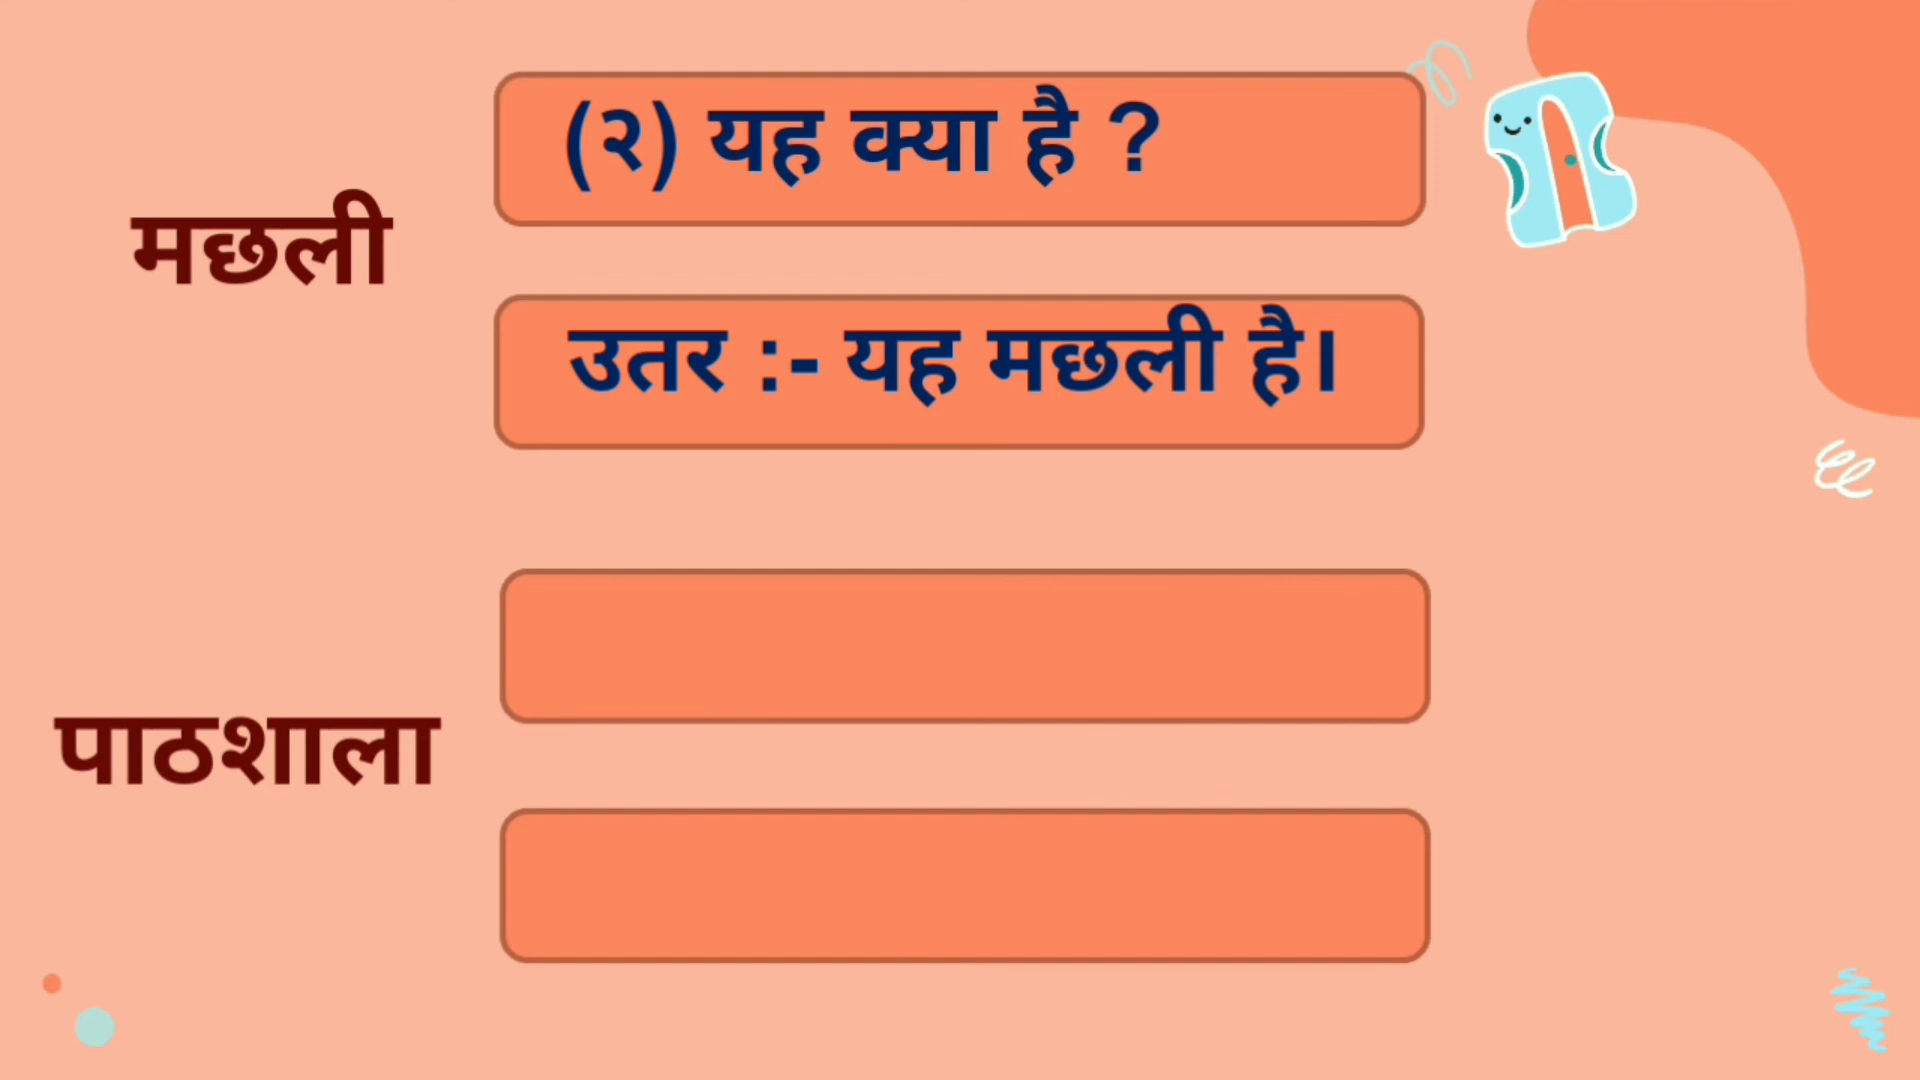 मछली
(२) यह क्या है ?
उतर :- यह मछली है।
पाठशाला